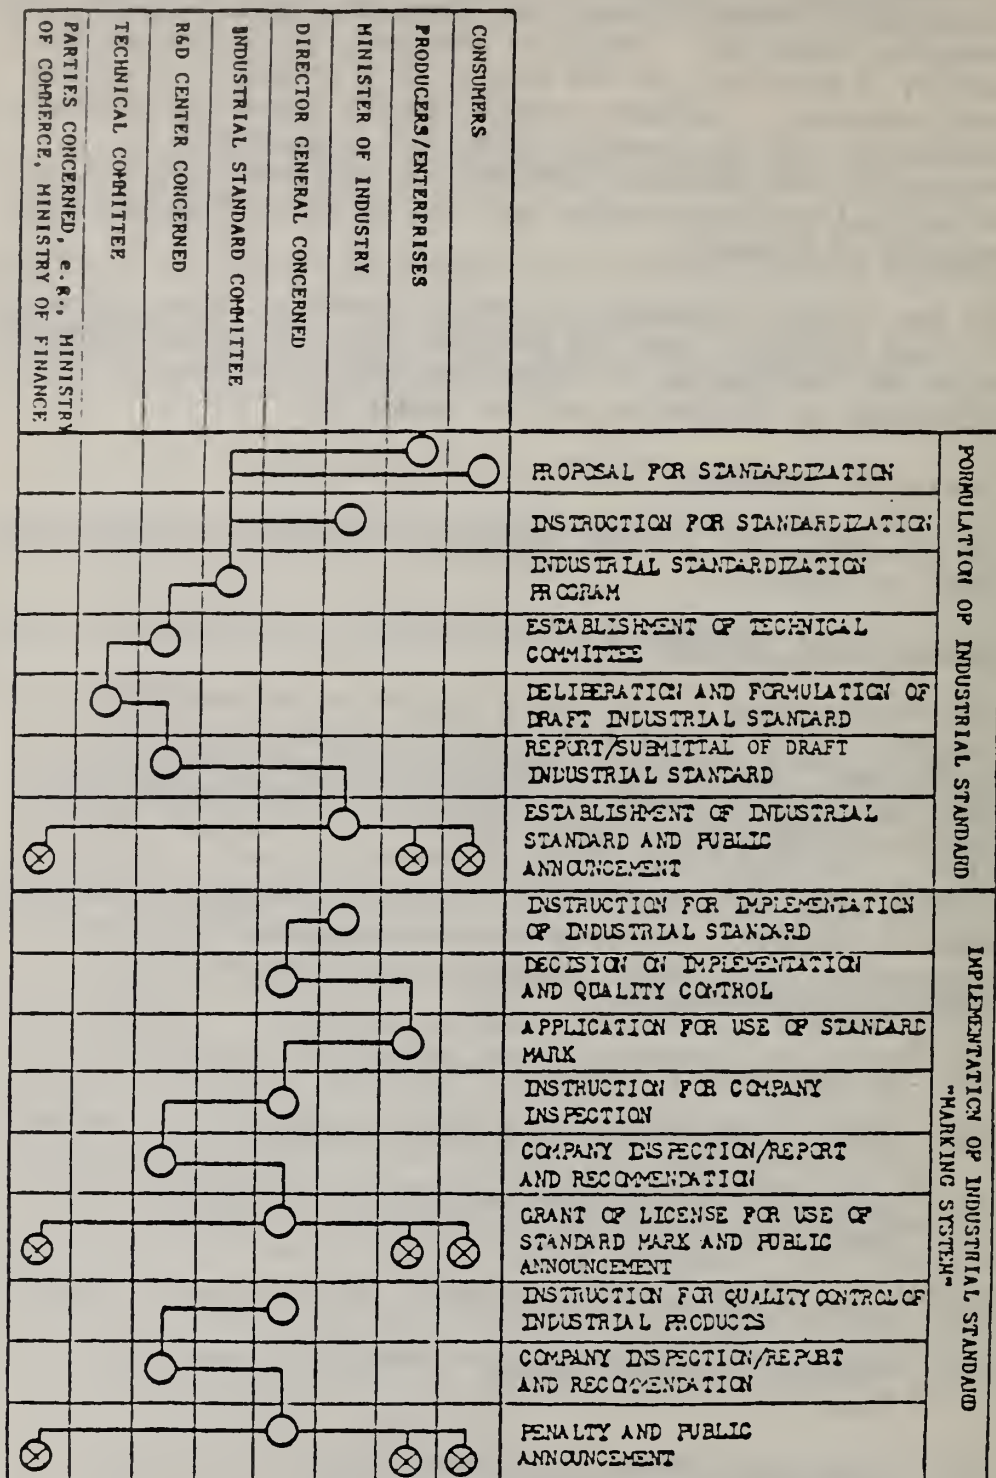 CONSUMERS
PRODUCERS/ENTERPRISES
MINISTER OF INDUSTRY
DIRECTOR GENERAL CONCERNED
INDUSTRIAL STANDARD COMMITTEE
R&D CENTER CONCERNED
TECHNICAL COMMITTEE
PARTIES CONCERNED, e.g., MINISTRY
OF COMMERCE, MINISTRY OF FINANCE
FORMULATION OF INDUSTRIAL STANDARD
PROPOSAL FOR STANDARDIZATION
INSTRUCTION FOR STANDARDIZATION
INDUSTRIAL STANDARDIZATION
PROGRAM
ESTABLISHMENT OF TECHNICAL
COMMITTEE
DELIBERATION AND FORMULATION OF
DRAFT INDUSTRIAL STANDARD
REPORT/SUBMITTAL OF DRAFT
INDUSTRIAL STANDARD
ESTABLISHMENT OF INDUSTRIAL
STANDARD AND PUBLIC
ANNOUNCEMENT
IMPLEMENTATION OF INDUSTRIAL STANDARD
"MARKING SYSTEM"
INSTRUCTION FOR IMPLEMENTATION
OF INDUSTRIAL STANDARD
DECISION ON IMPLEMENTATION
AND QUALITY CONTROL
APPLICATION FOR USE OF STANDARD
MARK
INSTRUCTION FOR COMPANY
INSPECTION
COMPANY INSPECTION/REPORT
AND RECOMMENDATION
GRANT OF LICENSE FOR USE OF
STANDARD MARK AND PUBLIC
ANNOUNCEMENT
INSTRUCTION FOR QUALITY CONTROL OF
INDUSTRIAL PRODUCTS
COMPANY INSPECTION/REPORT
AND RECOMMENDATION
PENALTY AND PUBLIC
ANNOUNCEMENT